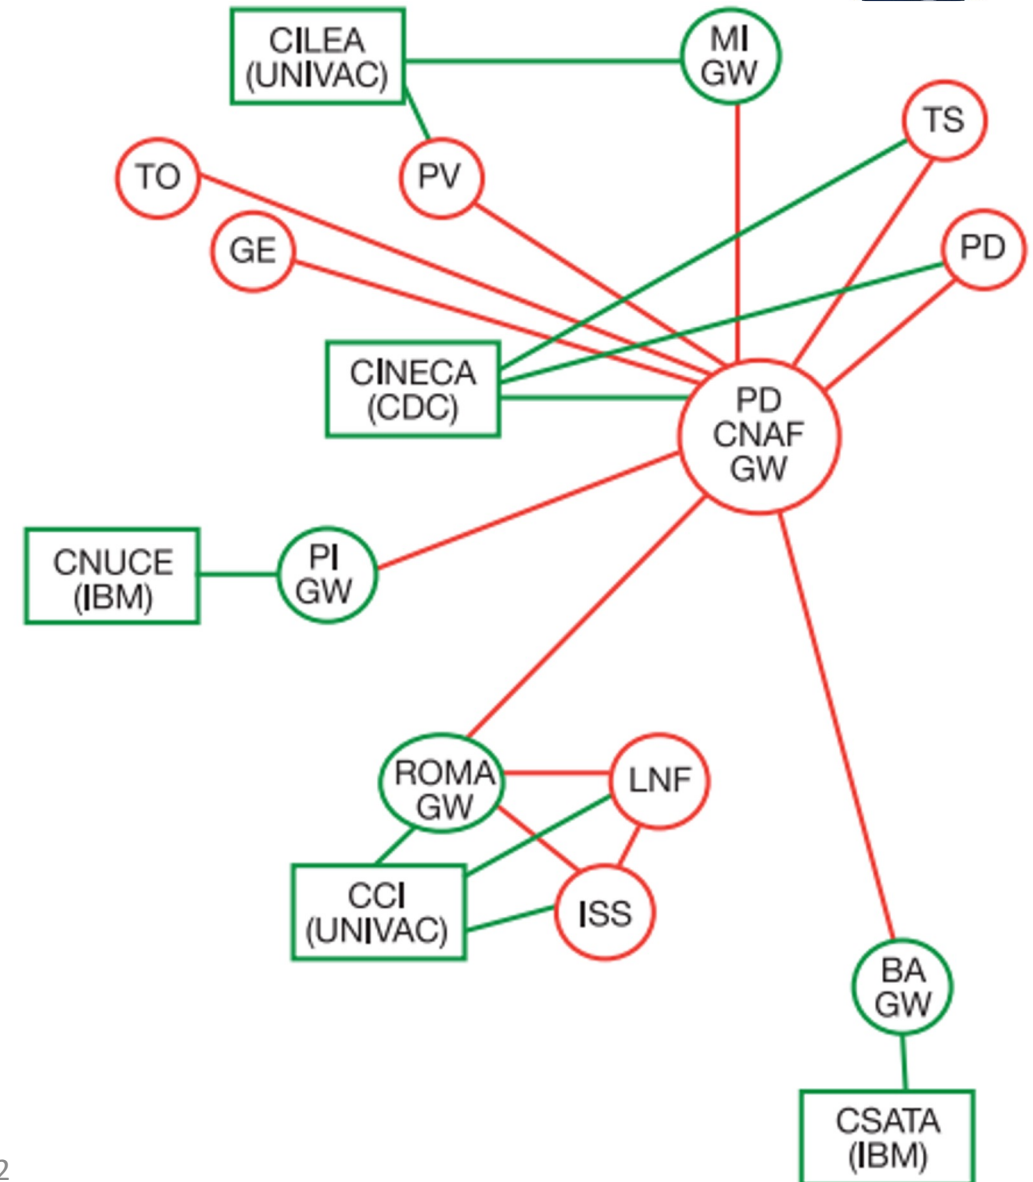 CILEA
(UNIVAC)
MI
GW
TS
TO
PV
GE
PD
CINECA
(CDC)
PD
CNAF
GW
CNUCE
(IBM)
PI
GW
ROMA
GW
LNF
CCI
(UNIVAC)
ISS
BA
GW
CSATA
(IBM)
2